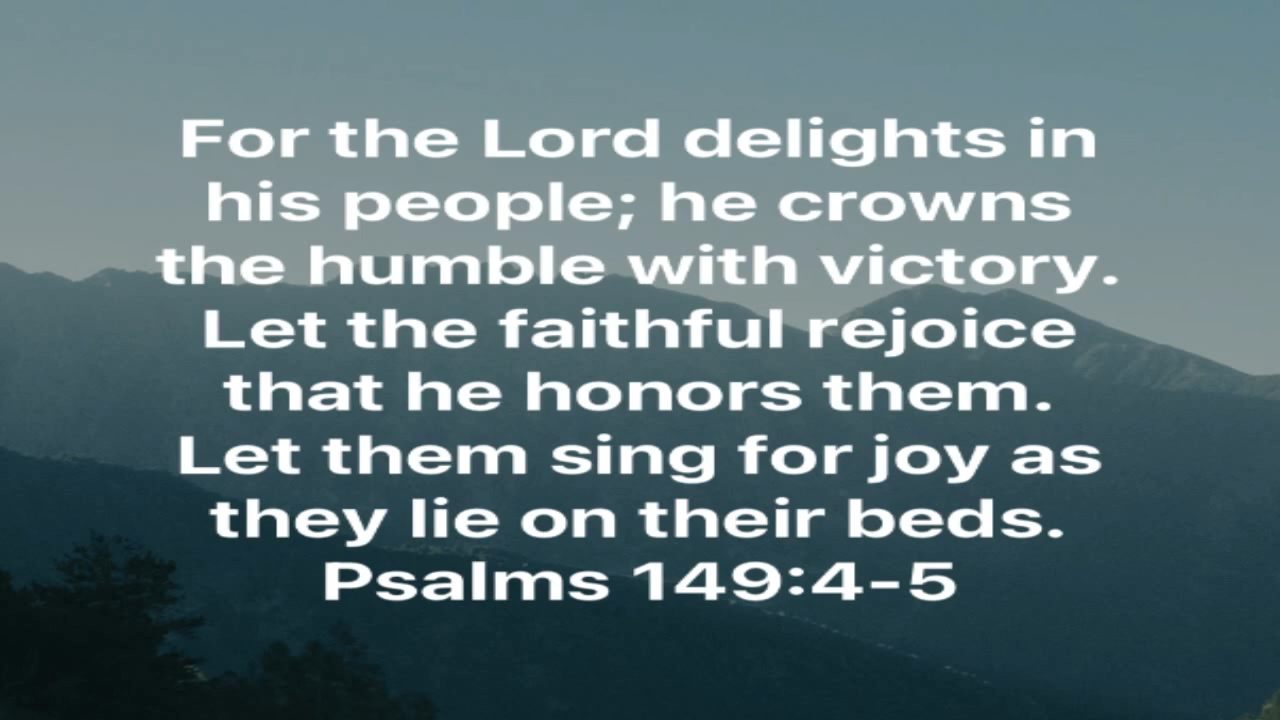 For the Lord delights in
his people; he crowns
the humble with victory.
Let the faithful rejoice
that he honors them.
Let them sing for joy as
they lie on their beds.
Psalms 149:4-5